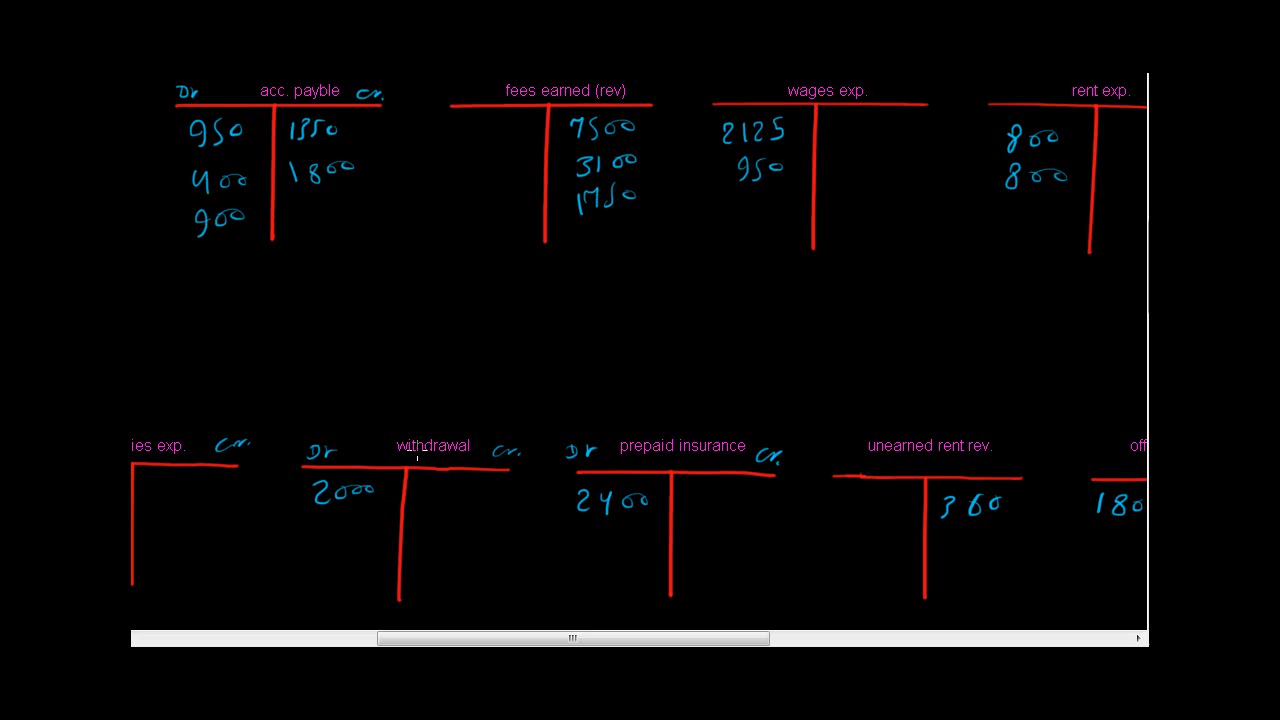 Dr acc. payble Cr. fees earned (rev) wages exp. rent exp.
950 1350 7500 2125 800
400 1800 3100 950 800
900 1750
ies exp. Cr. Dr withdrawal Cr. Dr prepaid insurance Cr. unearned rent rev. off
2000 2400 360 180